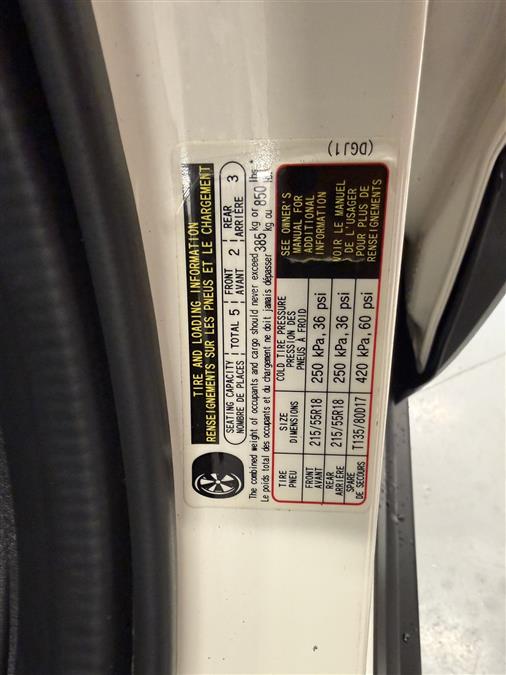 TIRE AND LOADING INFORMATION
RENSEIGNEMENTS SUR LES PNEUS ET LE CHARGEMENT
SEATING CAPACITY TOTAL 5 FRONT 2 REAR 3
NOMBRE DE PLACES AVANT ARRIÈRE
The combined weight of occupants and cargo should never exceed 385 kg or 850 lbs.
Le poids total des occupants et du chargement ne doit jamais dépasser kg ou
TIRE SIZE COLD TIRE PRESSURE
PNEU DIMENSIONS PRESSION DES
PNEUS À FROID
FRONT 215/55R18 250 kPa, 36 psi
AVANT
REAR 215/55R18 250 kPa, 36 psi
ARRIÈRE
SPARE T135/80D17 420 kPa, 60 psi
DE SECOURS
SEE OWNER'S
MANUAL FOR
ADDITIONAL
INFORMATION
VOIR LE MANUEL
DE L'USAGER
POUR PLUS DE
RENSEIGNEMENTS
(DGJ1)